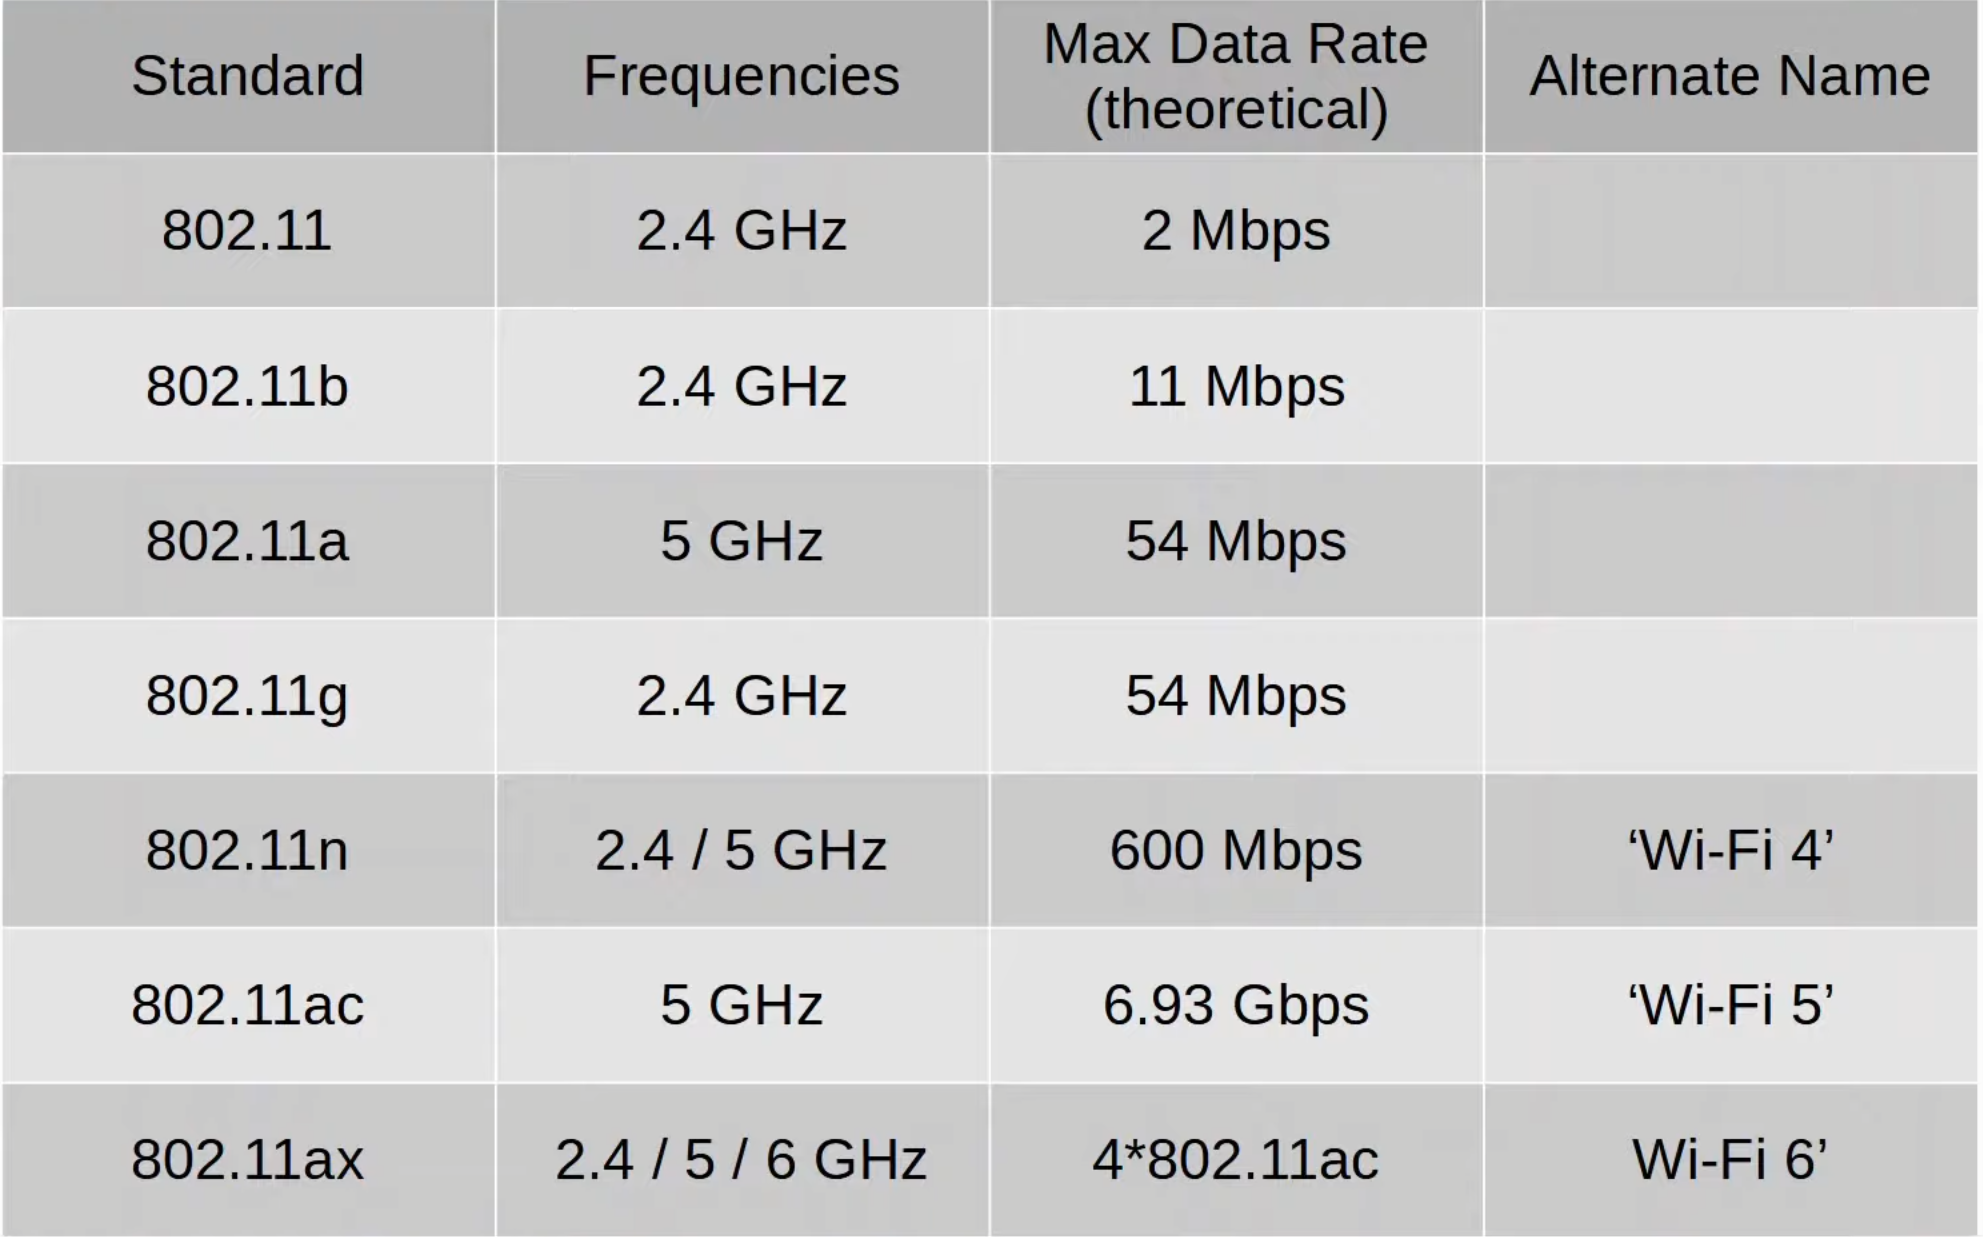 Standard Frequencies Max Data Rate (theoretical) Alternate Name
802.11 2.4 GHz 2 Mbps
802.11b 2.4 GHz 11 Mbps
802.11a 5 GHz 54 Mbps
802.11g 2.4 GHz 54 Mbps
802.11n 2.4 / 5 GHz 600 Mbps ‘Wi-Fi 4’
802.11ac 5 GHz 6.93 Gbps ‘Wi-Fi 5’
802.11ax 2.4 / 5 / 6 GHz 4*802.11ac Wi-Fi 6’